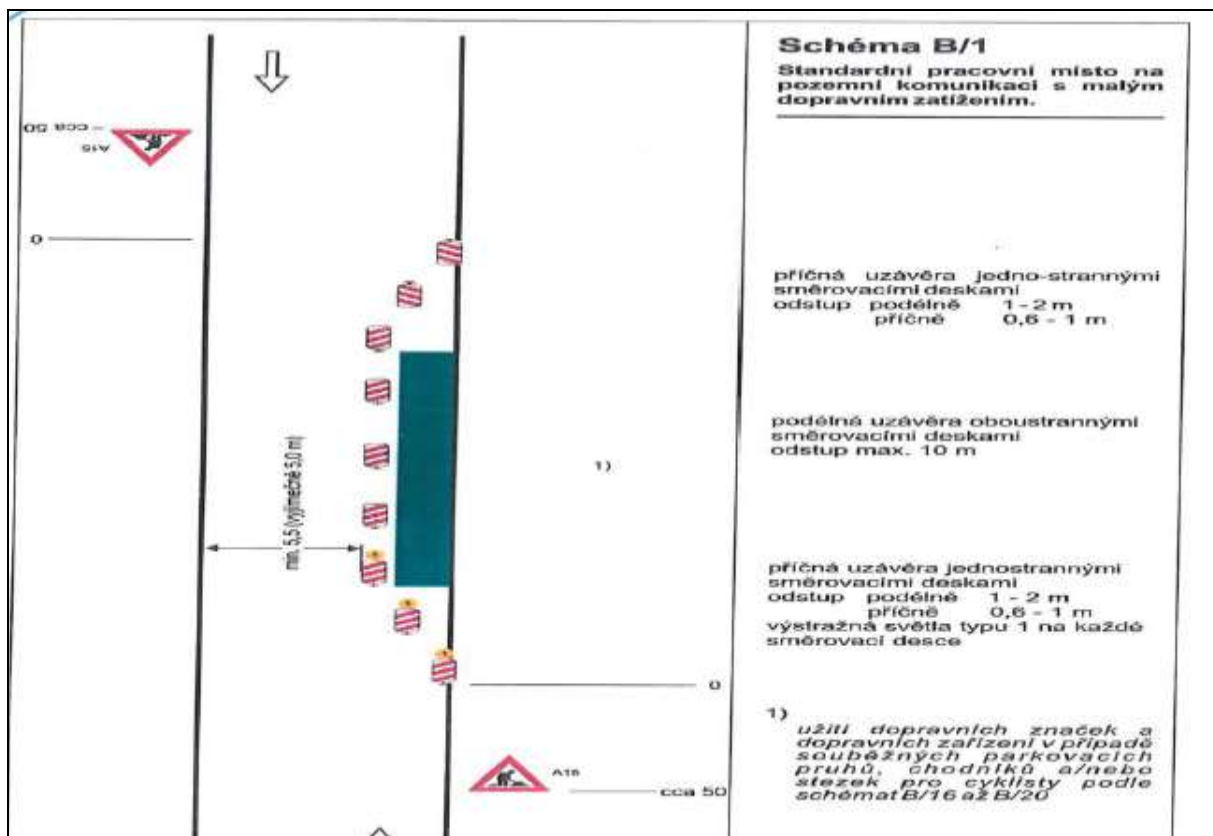 Schéma B/1
Standardní pracovní místo na
pozemní komunikaci s malým
dopravním zatížením.
– cca 50
A15
0
příčná uzávěra jedno-strannými
směrovacími deskami
odstup podélně 1 - 2 m
příčně 0,6 - 1 m
podélná uzávěra oboustrannými
směrovacími deskami
odstup max. 10 m
1)
min. 5,5 (vyjímečně 5,0 m)
příčná uzávěra jednostrannými
směrovacími deskami
odstup podélně 1 - 2 m
příčně 0,6 - 1 m
výstražná světla typu 1 na každé
směrovací desce
0
A15
cca 50
1)
užití dopravních značek a
dopravních zařízení v případě
souběžných parkovacích
pruhů, chodníků a/nebo
stezek pro cyklisty podle
schémat B/16 až B/20